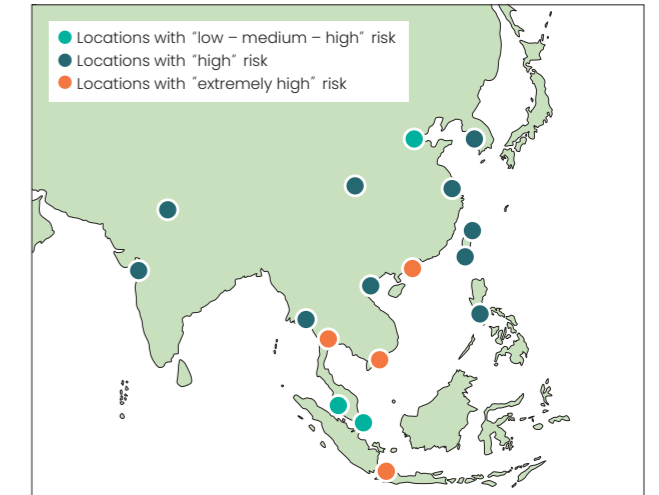 Locations with “low – medium – high” risk
Locations with “high” risk
Locations with “extremely high” risk